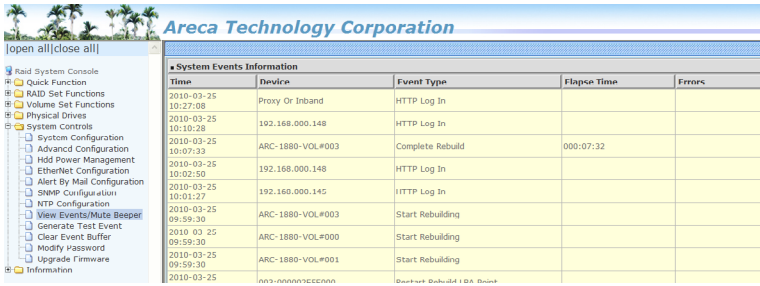 Areca Technology Corporation
|open all|close all|
Raid System Console
Quick Function
RAID Set Functions
Volume Set Functions
Physical Drives
System Controls
System Configuration
Advancd Configuration
Hdd Power Management
EtherNet Configuration
Alert By Mail Configuration
SNMP Configuration
NTP Configuration
View Events/Mute Beeper
Generate Test Event
Clear Event Buffer
Modify Password
Upgrade Firmware
Information
System Events Information
Time Device Event Type Elapse Time Errors
2010-03-25 10:27:08 Proxy Or Inband HTTP Log In
2010-03-25 10:10:28 192.168.000.148 HTTP Log In
2010-03-25 10:07:33 ARC-1880-VOL#003 Complete Rebuild 000:07:32
2010-03-25 10:02:50 192.168.000.148 HTTP Log In
2010-03-25 10:01:27 192.160.000.145 HTTP Log In
2010-03-25 09:59:30 ARC-1880-VOL#003 Start Rebuilding
2010-03-25 09:59:30 ARC-1880-VOL#000 Start Rebuilding
2010-03-25 09:59:30 ARC-1880-VOL#001 Start Rebuilding
2010-03-25 Restart Rebuild LBA Point